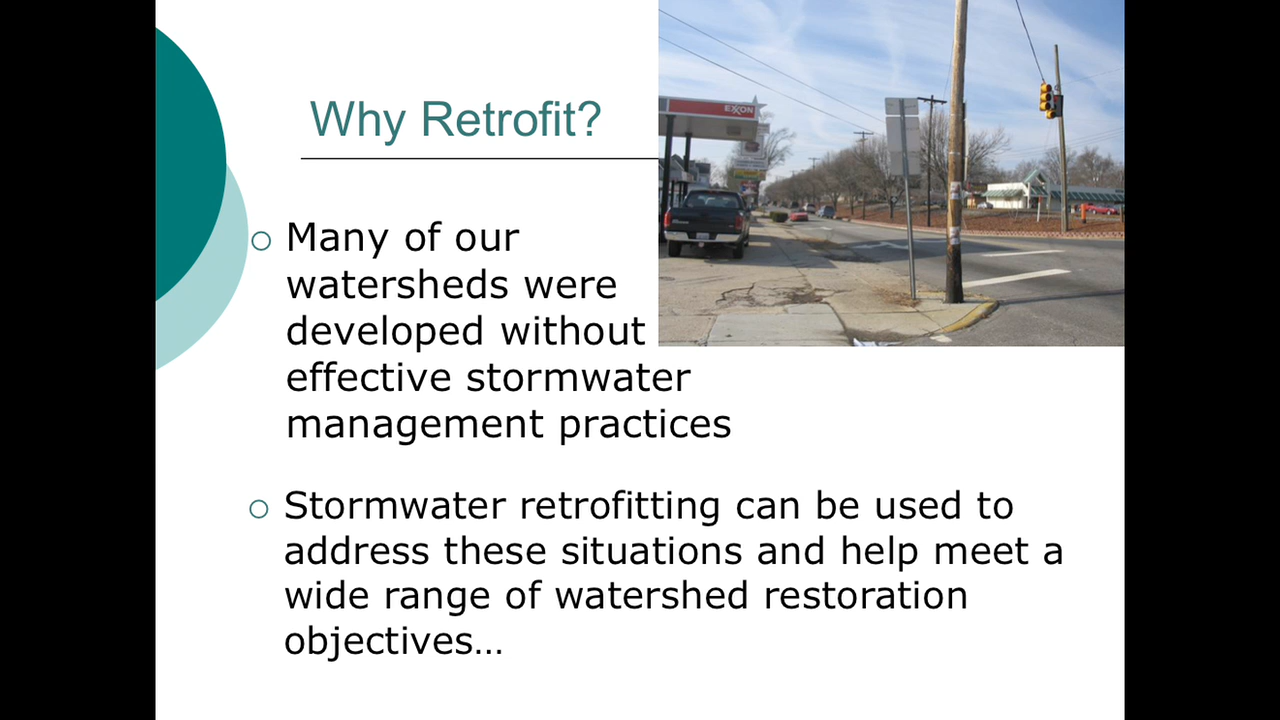 Why Retrofit?
EXXON
Many of our
watersheds were
developed without
effective stormwater
management practices
Stormwater retrofitting can be used to
address these situations and help meet a
wide range of watershed restoration
objectives…